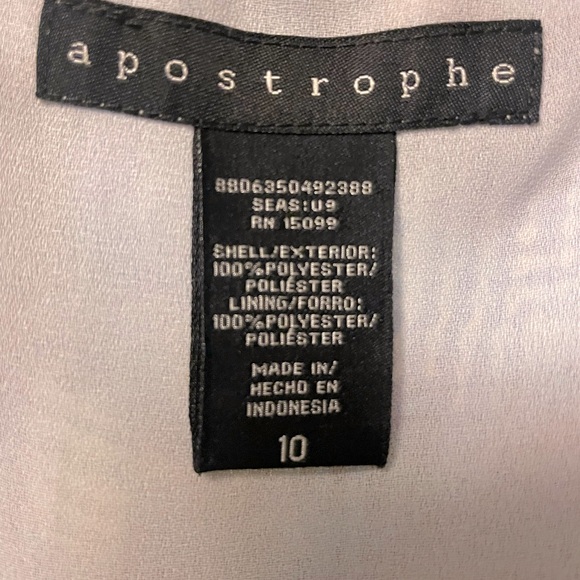 apostrophe
8806350492388
SEAS:U9
RN 15099
SHELL/EXTERIOR:
100%POLYESTER/
POLIÉSTER
LINING/FORRO:
100%POLYESTER/
POLIÉSTER
MADE IN/
HECHO EN
INDONESIA
10